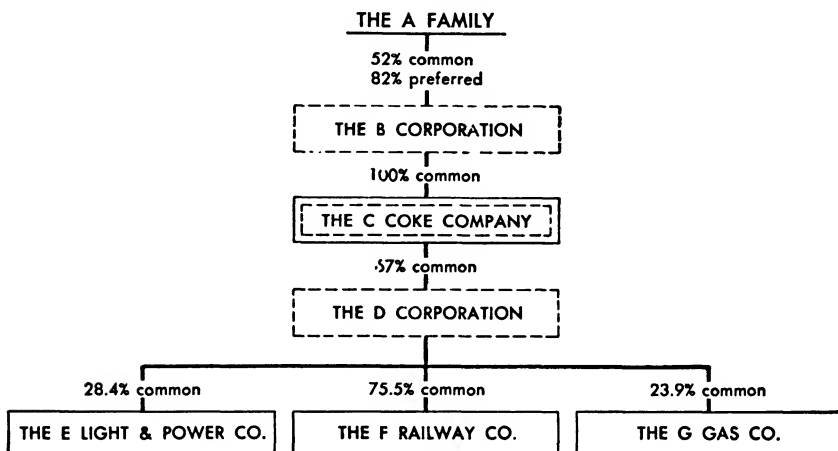 THE A FAMILY
52% common
82% preferred
THE B CORPORATION
100% common
THE C COKE COMPANY
57% common
THE D CORPORATION
28.4% common
75.5% common
23.9% common
THE E LIGHT & POWER CO.
THE F RAILWAY CO.
THE G GAS CO.